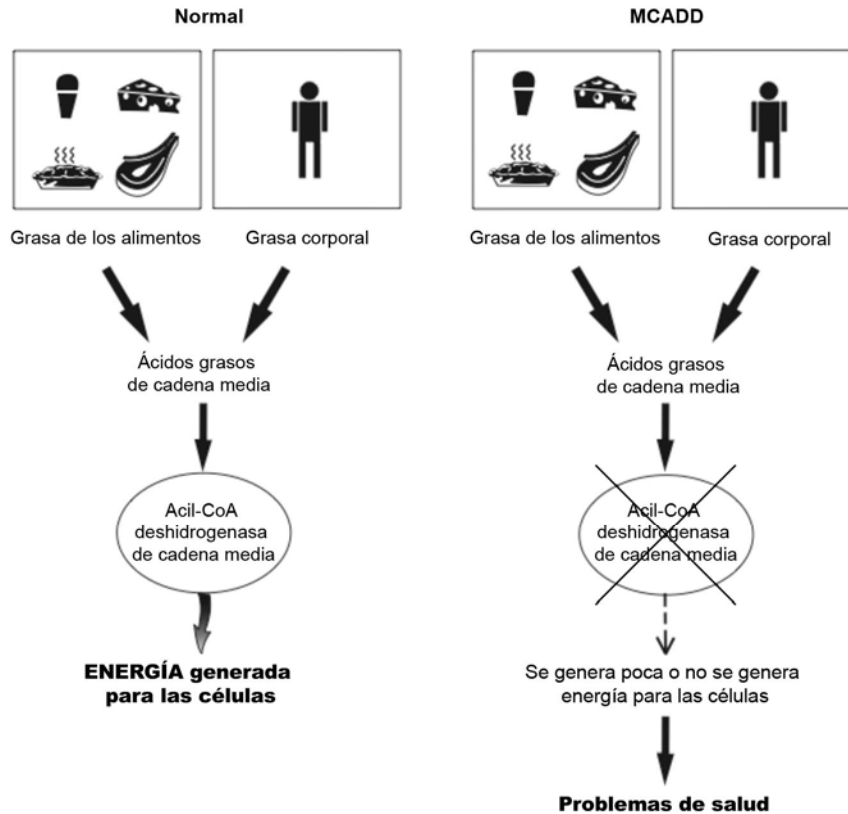 Normal
Grasa de los alimentos
Grasa corporal
Ácidos grasos
de cadena media
Acil-CoA
deshidrogenasa
de cadena media
ENERGÍA generada
para las células
MCADD
Grasa de los alimentos
Grasa corporal
Ácidos grasos
de cadena media
Acil-CoA
deshidrogenasa
de cadena media
Se genera poca o no se genera
energía para las células
Problemas de salud